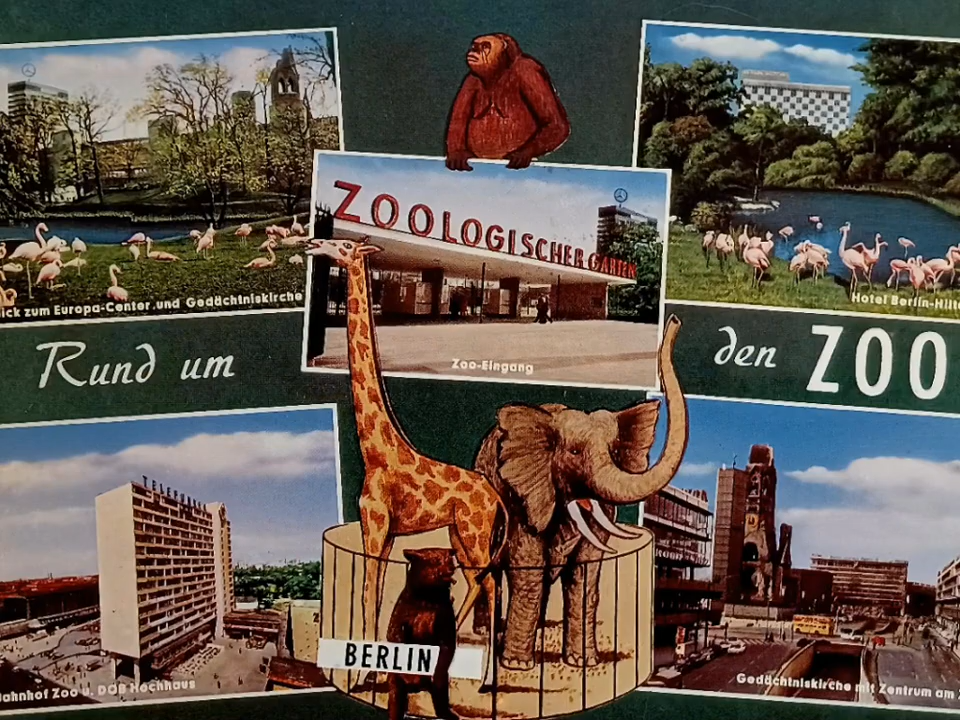 ick zum Europa-Center und Gedächtniskirche
ZOOLOGISCHER GARTEN
Zoo-Eingang
Hotel Berlin-Hilt
Rund um
den ZOO
TELEFUNKEN
ahnhof Zoo u. DOB Hochhaus
BERLIN
Gedächtniskirche mit Zentrum am Z